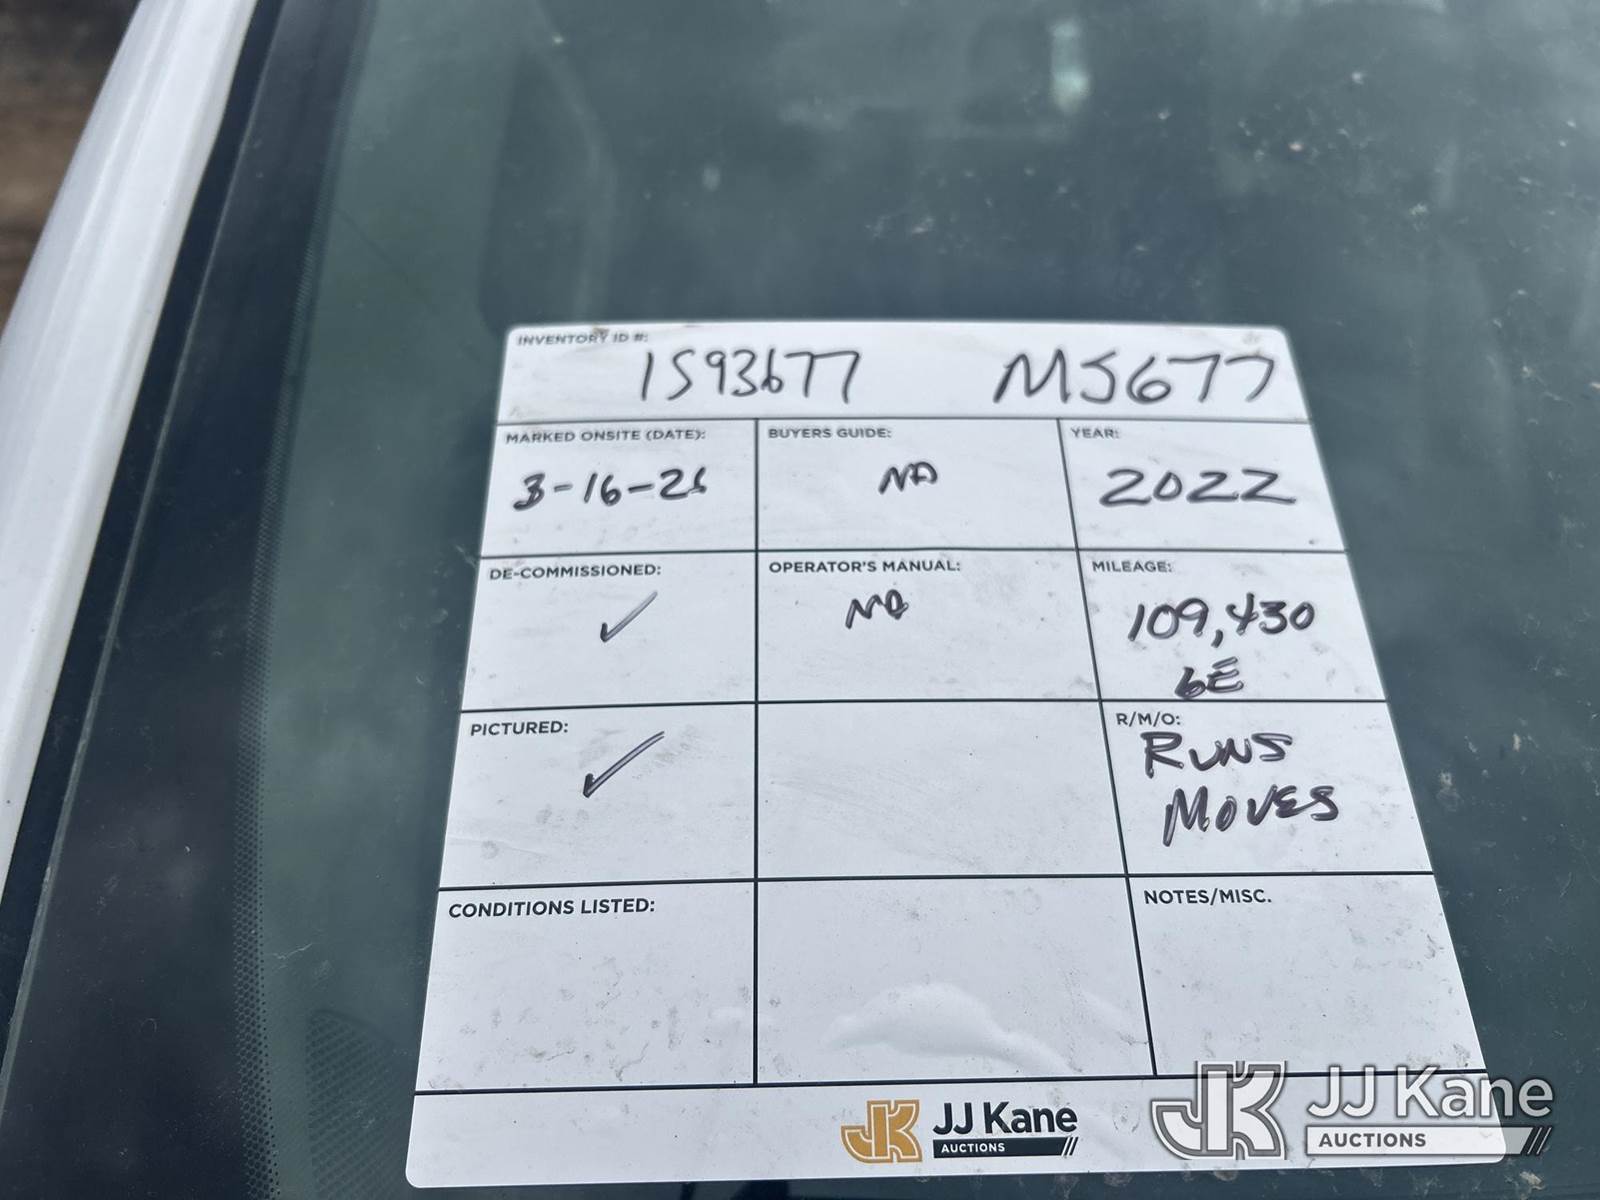 INVENTORY ID #:
1593677 MJ677
MARKED ONSITE (DATE): BUYERS GUIDE: YEAR:
3-16-26 NA 2022
DE-COMMISSIONED: OPERATOR'S MANUAL: MILEAGE:
✓ NA 109,430
GE
PICTURED: R/M/O:
✓ RUNS
MOVES
CONDITIONS LISTED: NOTES/MISC.
JK JJ Kane
AUCTIONS
JK JJ Kane
AUCTIONS